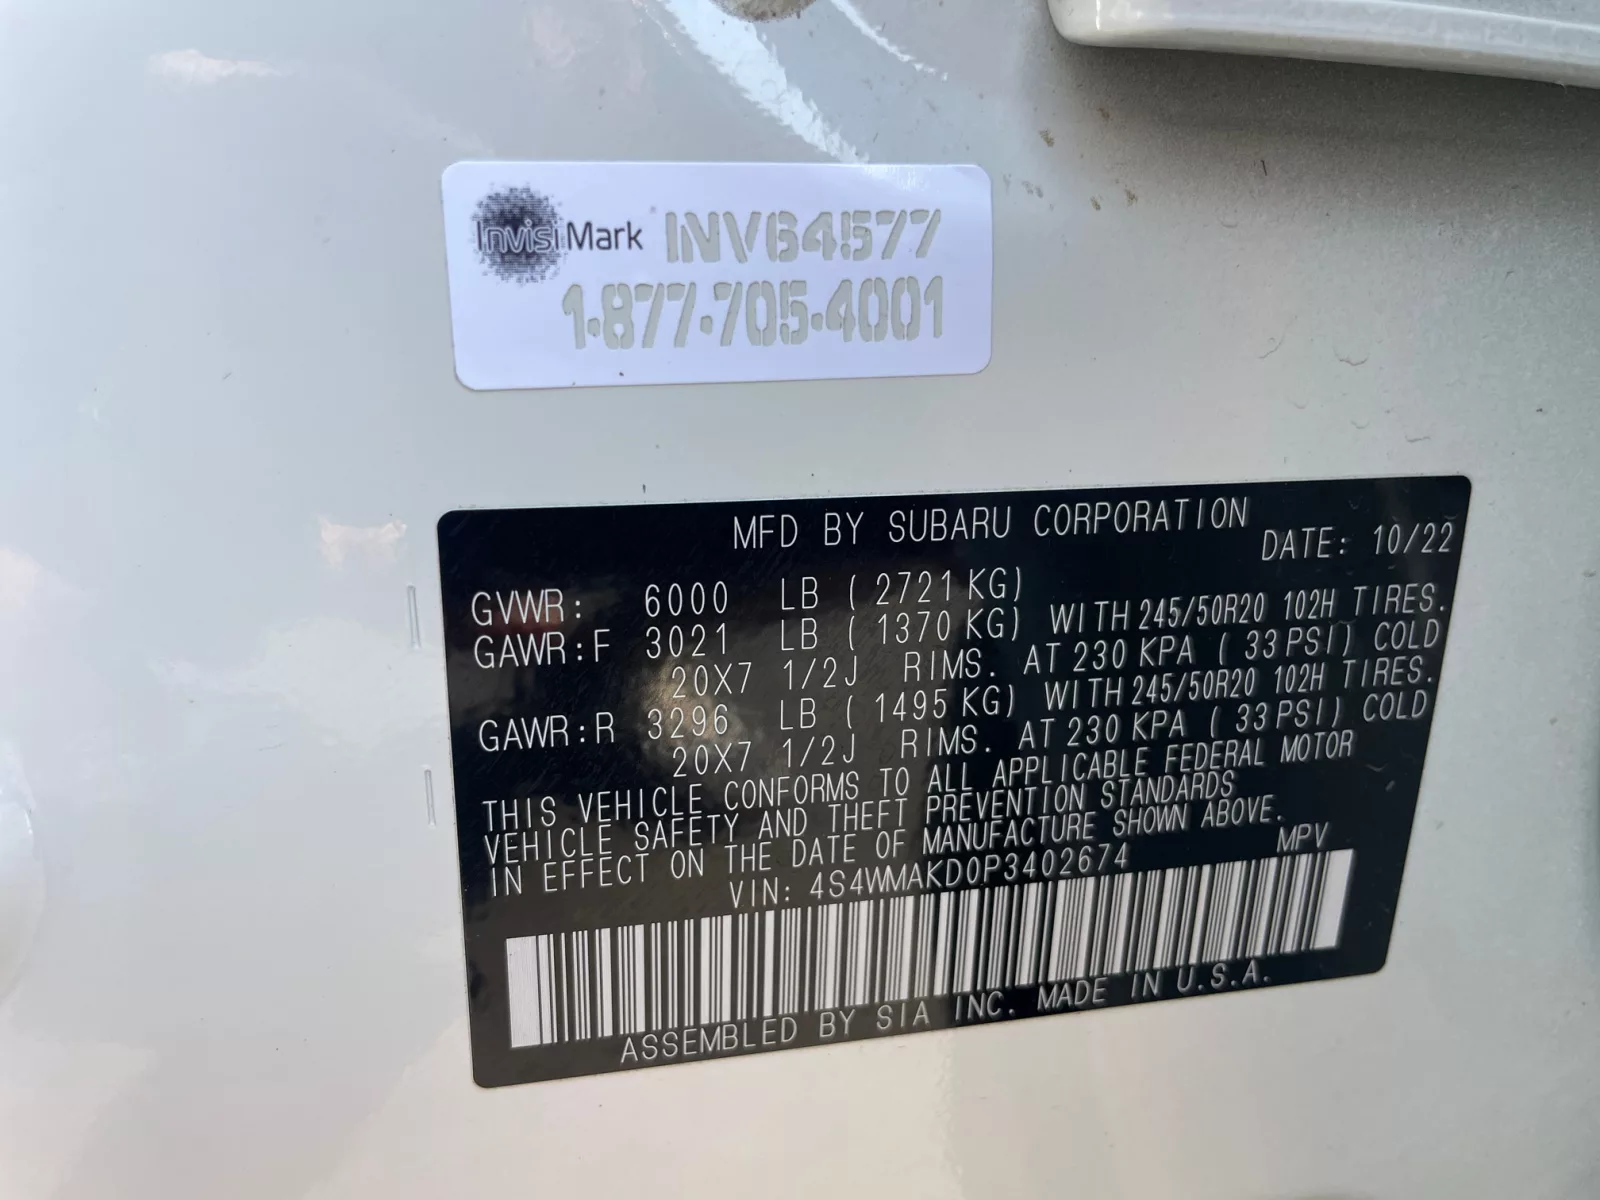 InvisiMark INV64577
1-877-705-4001
MFD BY SUBARU CORPORATION
DATE: 10/22
GVWR: 6000 LB ( 2721 KG)
GAWR:F 3021 LB ( 1370 KG) WITH 245/50R20 102H TIRES.
20X7 1/2J RIMS. AT 230 KPA ( 33 PSI) COLD
GAWR:R 3296 LB ( 1495 KG) WITH 245/50R20 102H TIRES.
20X7 1/2J RIMS. AT 230 KPA ( 33 PSI) COLD
THIS VEHICLE CONFORMS TO ALL APPLICABLE FEDERAL MOTOR
VEHICLE SAFETY AND THEFT PREVENTION STANDARDS
IN EFFECT ON THE DATE OF MANUFACTURE SHOWN ABOVE.
VIN: 4S4WMAKD0P3402674 MPV
ASSEMBLED BY SIA INC. MADE IN U.S.A.